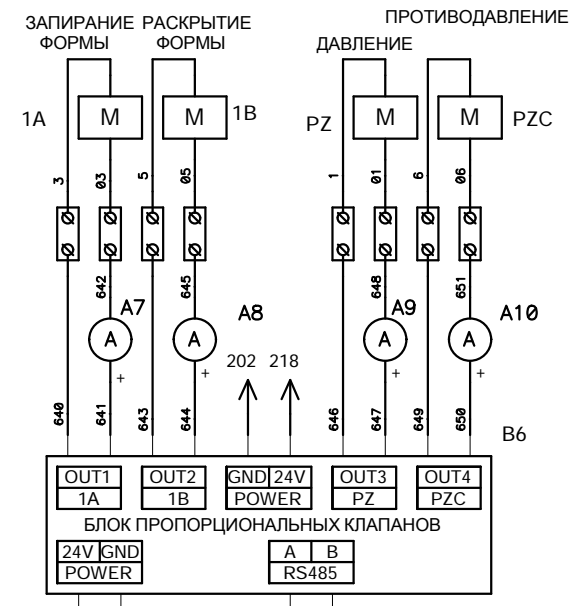 ЗАПИРАНИЕ РАСКРЫТИЕ ПРОТИВОДАВЛЕНИЕ
ФОРМЫ ФОРМЫ ДАВЛЕНИЕ
1A M M 1B PZ M M PZC
3 03 5 05 1 01 6 06
642 645 648 651
A7 A8 A9 A10
A A A A
+ + + +
202 218
640 641 643 644 646 647 649 650
B6
OUT1 OUT2 GND 24V OUT3 OUT4
1A 1B POWER PZ PZC
БЛОК ПРОПОРЦИОНАЛЬНЫХ КЛАПАНОВ
24V GND A B
POWER RS485